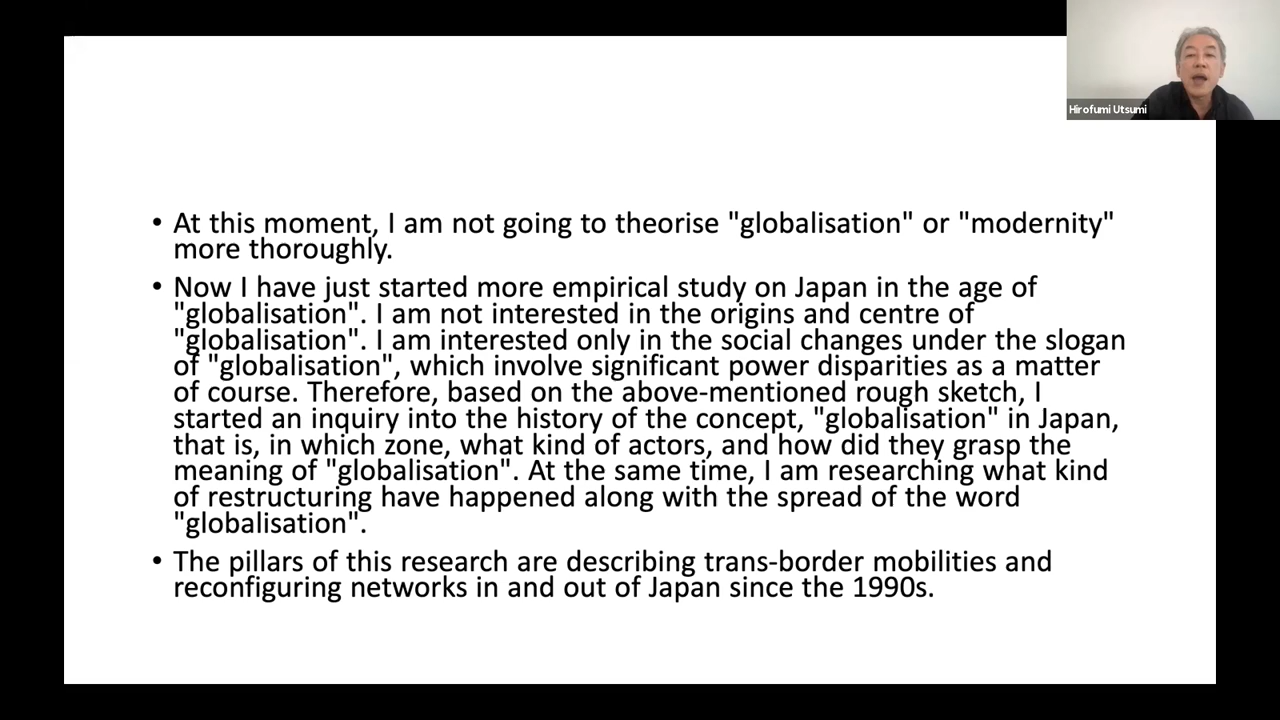 Hirofumi Utsumi
• At this moment, I am not going to theorise "globalisation" or "modernity"
more thoroughly.
• Now I have just started more empirical study on Japan in the age of
"globalisation". I am not interested in the origins and centre of
"globalisation". I am interested only in the social changes under the slogan
of "globalisation", which involve significant power disparities as a matter
of course. Therefore, based on the above-mentioned rough sketch, I
started an inquiry into the history of the concept, "globalisation" in Japan,
that is, in which zone, what kind of actors, and how did they grasp the
meaning of "globalisation". At the same time, I am researching what kind
of restructuring have happened along with the spread of the word
"globalisation".
• The pillars of this research are describing trans-border mobilities and
reconfiguring networks in and out of Japan since the 1990s.